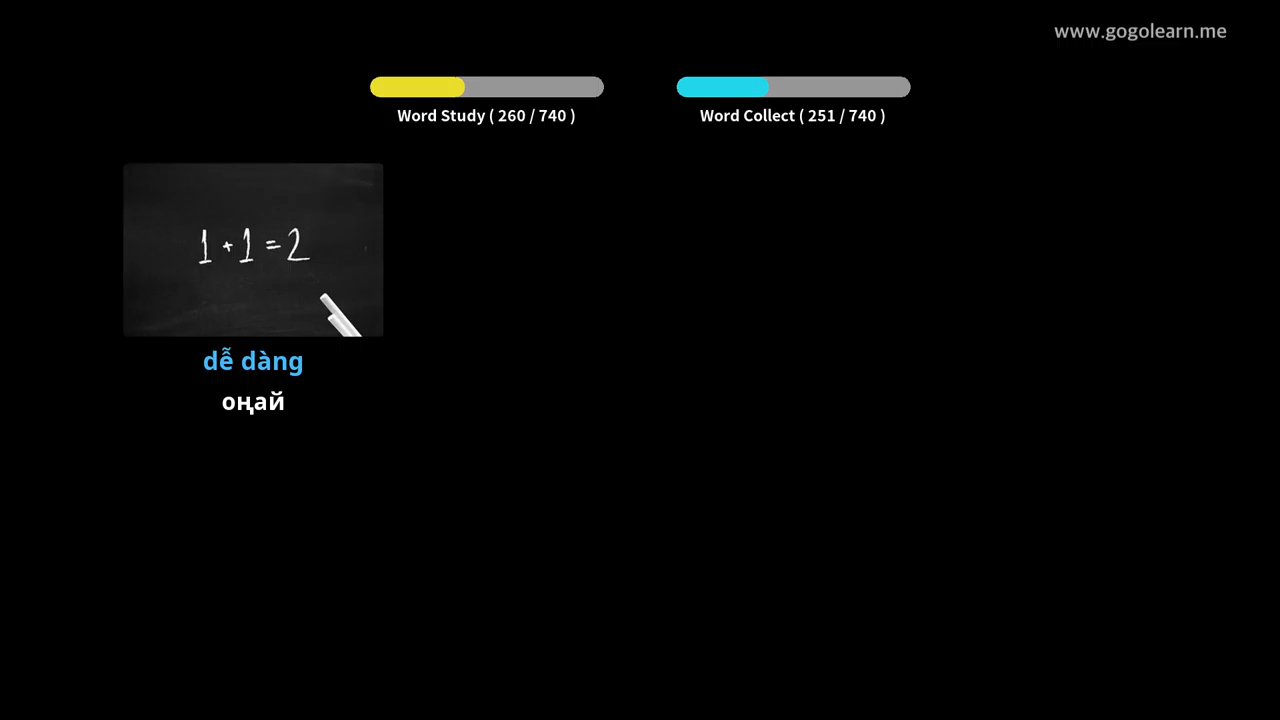 www.gogolearn.me
Word Study ( 260 / 740 )
Word Collect ( 251 / 740 )
1 + 1 = 2
dễ dàng
оңай